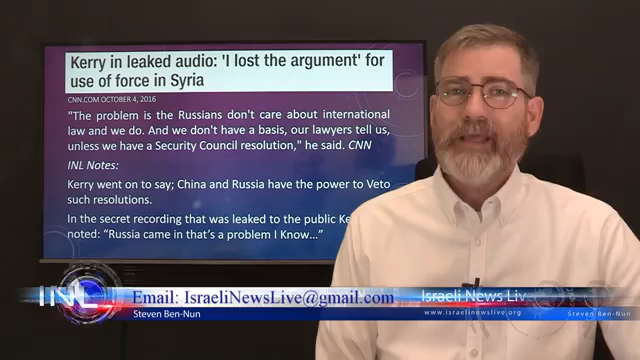 Kerry in leaked audio: 'I lost the argument' for
use of force in Syria
CNN.COM OCTOBER 4, 2016
"The problem is the Russians don't care about international
law and we do. And we don't have a basis, our lawyers tell us,
unless we have a Security Council resolution," he said. CNN
INL Notes:
Kerry went on to say; China and Russia have the power to Veto
such resolutions.
In the secret recording that was leaked to the public
noted: "Russia came in that's a problem I Know…"
INL
Email: IsraeliNewsLive@gmail.com
Israeli News Liv
Steven Ben-Nun
www.israelinewslive.org
Steven Ben-Nun